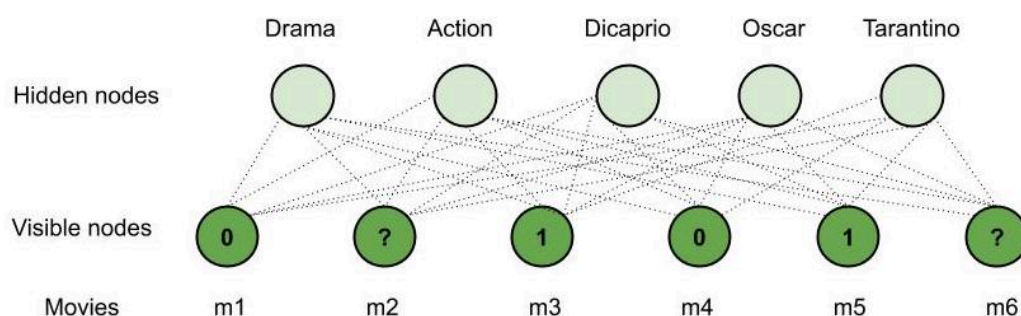 Drama Action Dicaprio Oscar Tarantino
Hidden nodes
Visible nodes 0 ? 1 0 1 ?
Movies m1 m2 m3 m4 m5 m6